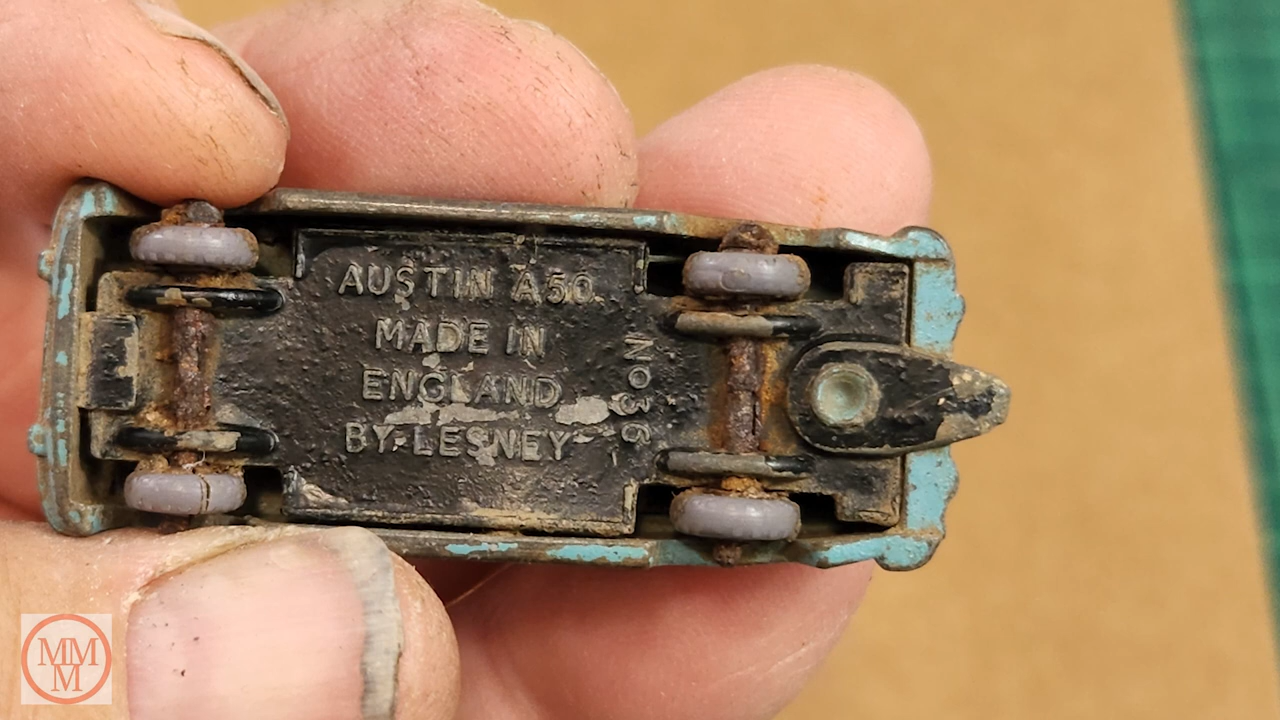 AUSTIN A50
MADE IN
ENGLAND
BY LESNEY
No 36
MM
M